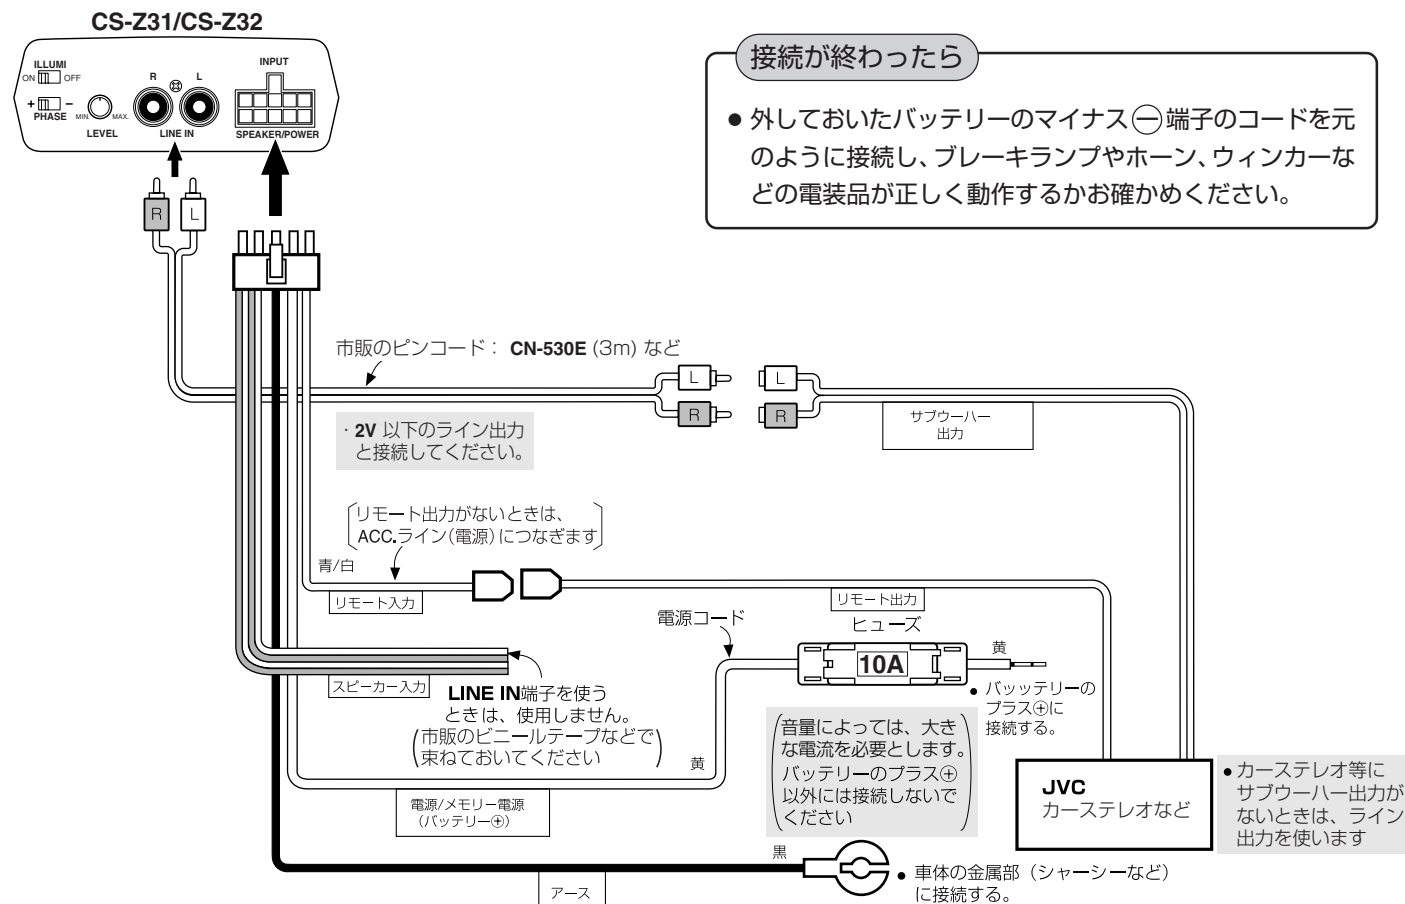 CS-Z31/CS-Z32
ILLUMI
ON OFF
+ −
PHASE
MIN. MAX.
LEVEL
R L
LINE IN
INPUT
SPEAKER/POWER
接続が終わったら
● 外しておいたバッテリーのマイナス⊖端子のコードを元
のように接続し、ブレーキランプやホーン、ウィンカーな
どの電装品が正しく動作するかお確かめください。
R L
市販のピンコード： CN-530E (3m) など
L L
R R
サブウーハー
出力
・2V 以下のライン出力
と接続してください。
リモート出力がないときは、
ACC.ライン(電源)につなぎます
青/白
リモート入力
リモート出力
電源コード
ヒューズ
10A
黄
● バッッテリーの
プラス⊕に
接続する。
スピーカー入力
LINE IN端子を使う
ときは、使用しません。
(市販のビニールテープなどで
束ねておいてください)
黄
(音量によっては、大き
な電流を必要とします。
バッテリーのプラス⊕
以外には接続しないで
ください)
電源/メモリー電源
(バッテリー⊕)
JVC
カーステレオなど
● カーステレオ等に
サブウーハー出力が
ないときは、ライン
出力を使います
黒
アース
● 車体の金属部（シャーシーなど）
に接続する。